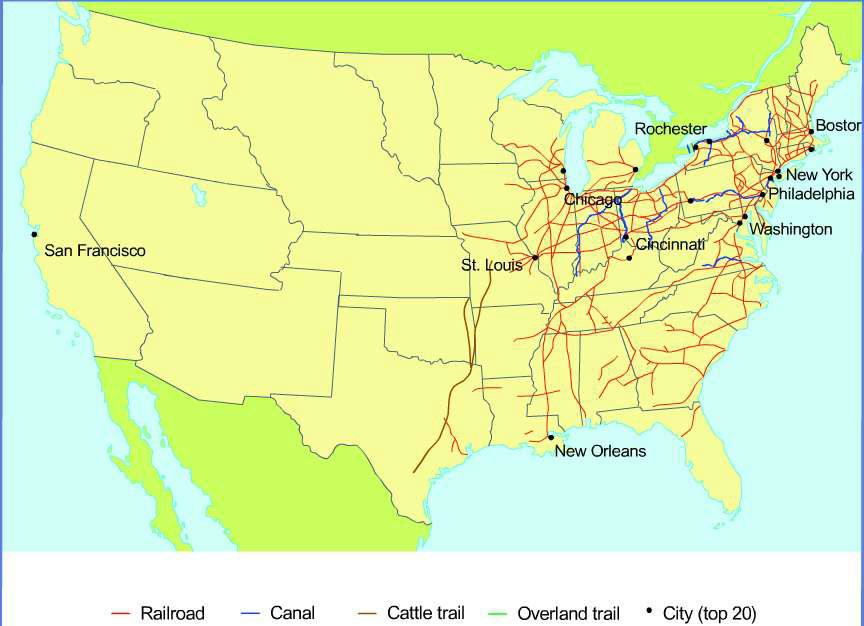 Rochester
Boston
New York
Chicago
Philadelphia
Washington
Cincinnati
San Francisco
St. Louis
New Orleans
Railroad
Canal
Cattle trail
Overland trail
City (top 20)